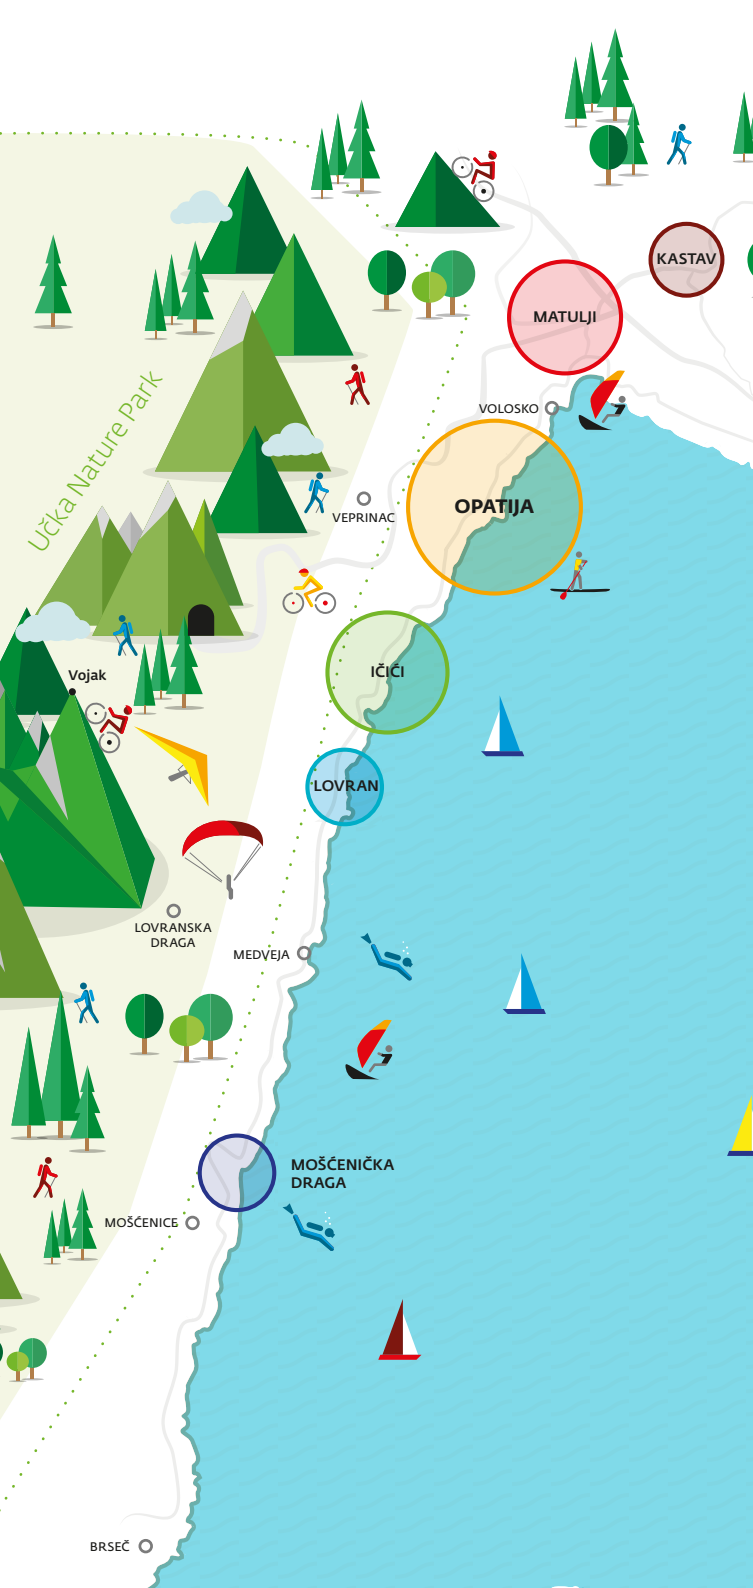 KASTAV
MATULJI
VOLOSKO
Učka Nature Park
OPATIJA
VEPRINAC
IČIĆI
Vojak
LOVRAN
LOVRANSKA
DRAGA
MEDVEJA
MOŠĆENIČKA
DRAGA
MOŠĆENICE
BRSEČ